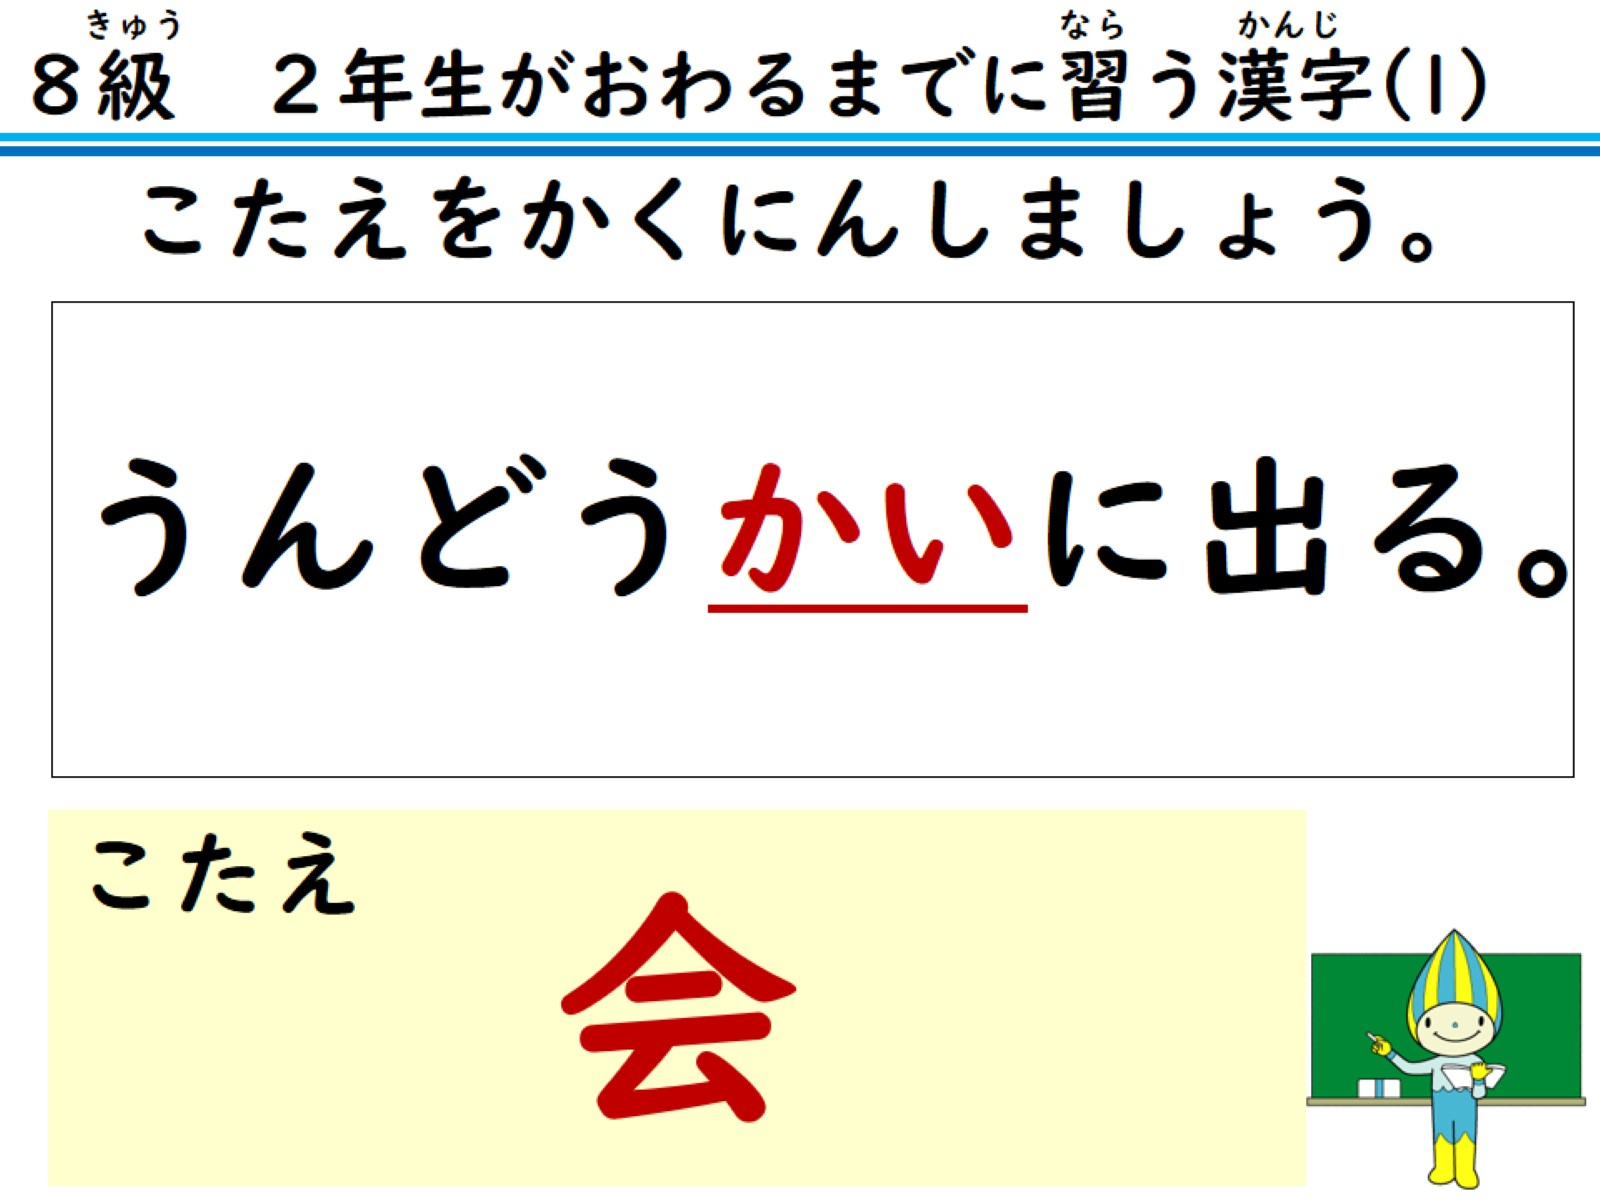 きゅう なら かんじ
8級 2年生がおわるまでに習う漢字(1)
こたえをかくにんしましょう。
うんどうかいに出る。
こたえ
会